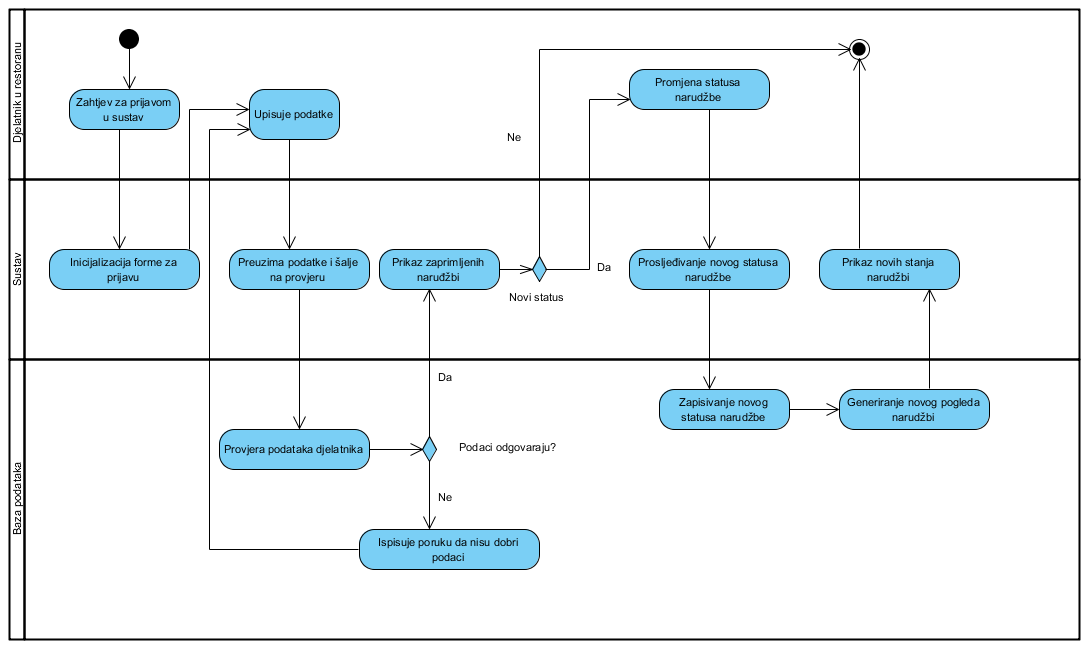 Djelatnik u restoranu
Zahtjev za prijavom
u sustav
Upisuje podatke
Promjena statusa
narudžbe
Ne
Sustav
Inicijalizacija forme za
prijavu
Preuzima podatke i šalje
na provjeru
Prikaz zaprimljenih
narudžbi
Novi status
Da
Prosljeđivanje novog statusa
narudžbe
Prikaz novih stanja
narudžbi
Baza podataka
Da
Provjera podataka djelatnika
Podaci odgovaraju?
Ne
Ispisuje poruku da nisu dobri
podaci
Zapisivanje novog
statusa narudžbe
Generiranje novog pogleda
narudžbi